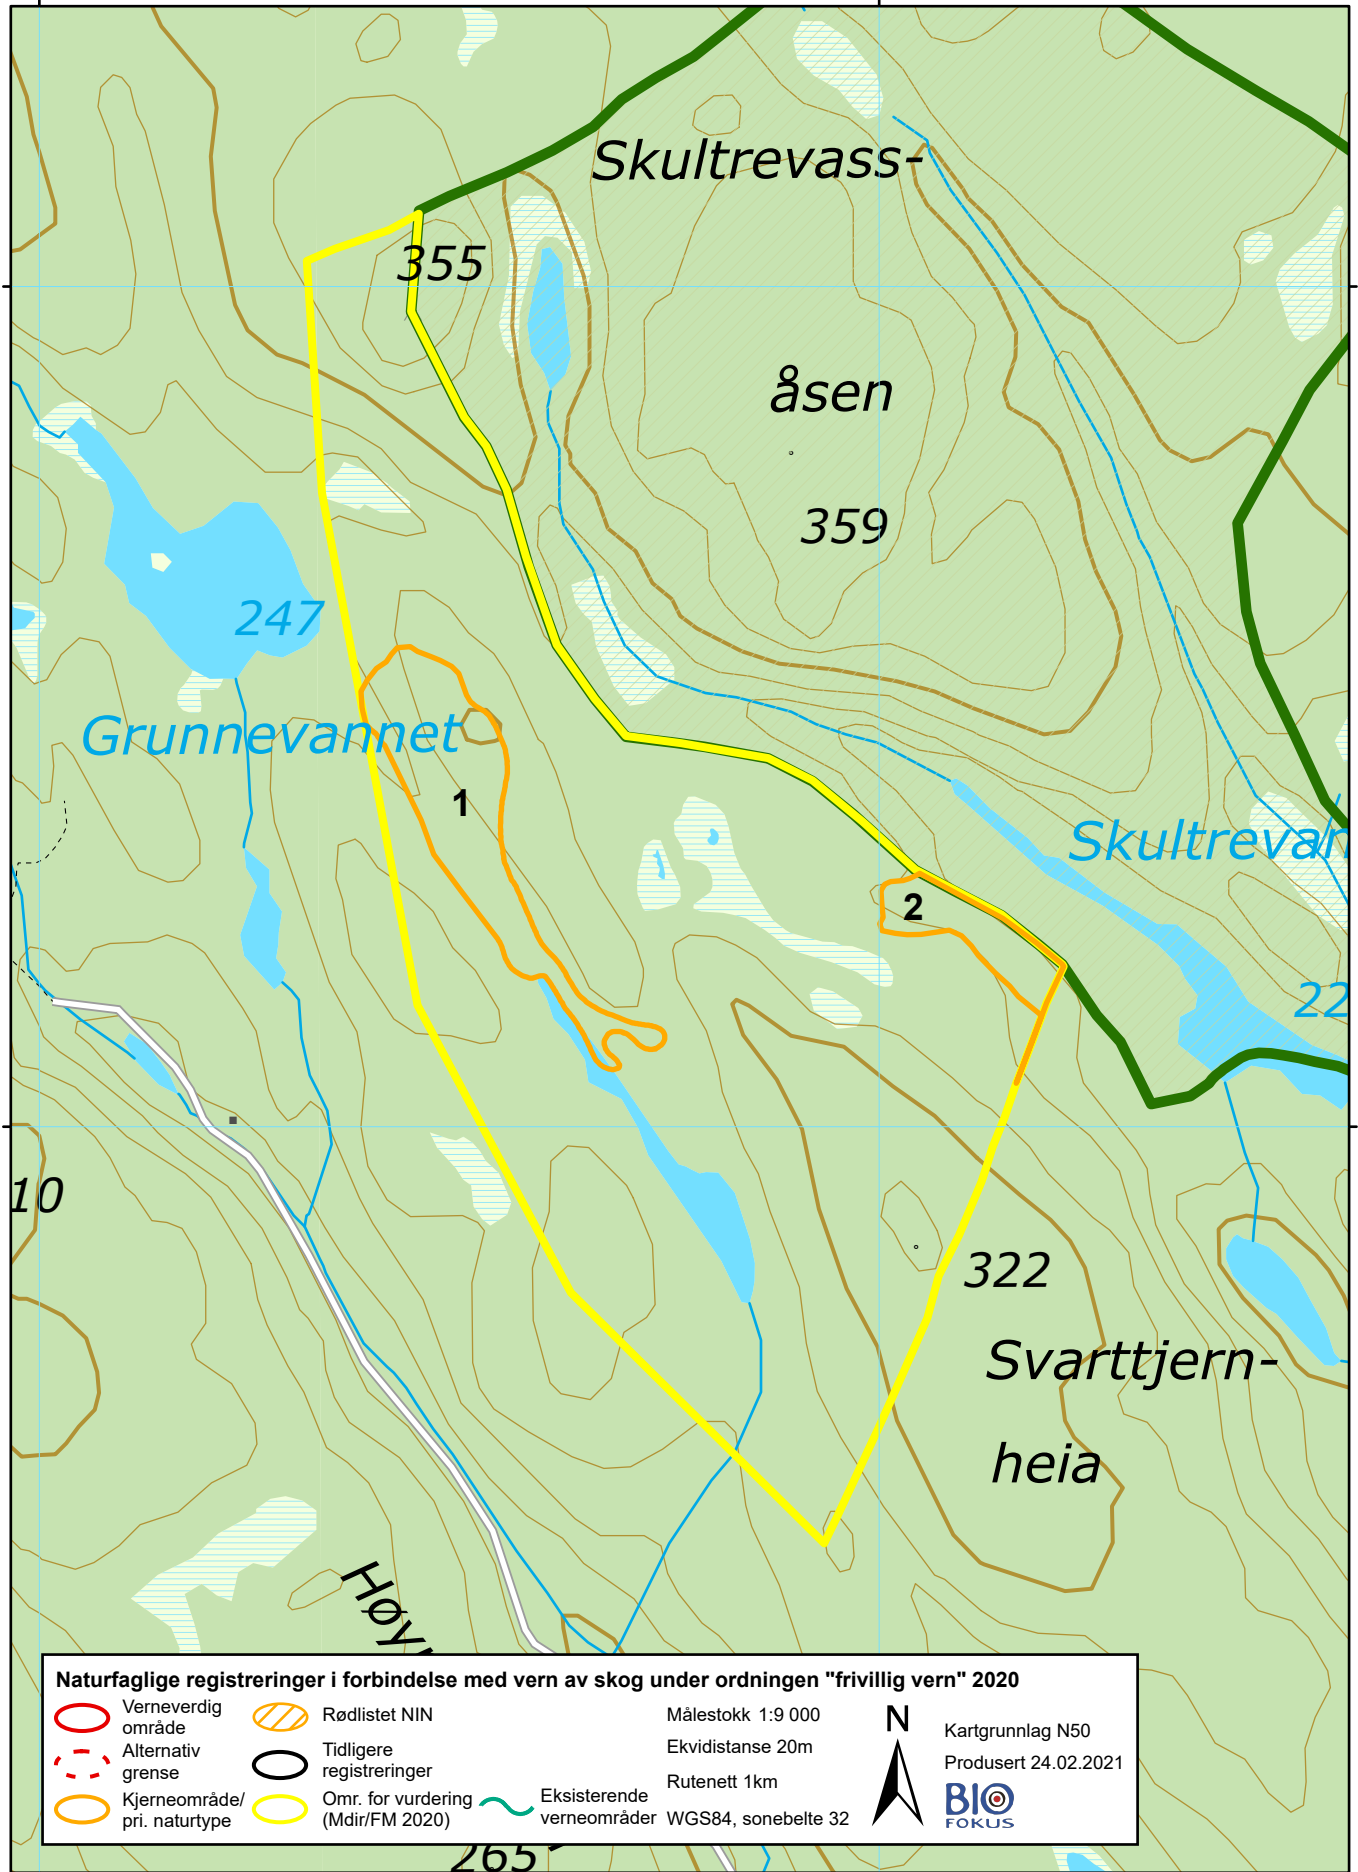 Skultrevass-
355
åsen
359
247
Grunnevannet
1
Skultrevan
2
22
10
322
Svarttjern-
heia
Høy
Naturfaglige registreringer i forbindelse med vern av skog under ordningen "frivillig vern" 2020
Verneverdig
område
Alternativ
grense
Kjerneområde/
pri. naturtype
Rødlistet NIN
Tidligere
registreringer
Omr. for vurdering
(Mdir/FM 2020)
Eksisterende
verneområder
Målestokk 1:9 000
Ekvidistanse 20m
Rutenett 1km
WGS84, sonebelte 32
N
Kartgrunnlag N50
Produsert 24.02.2021
BIO
FOKUS
265